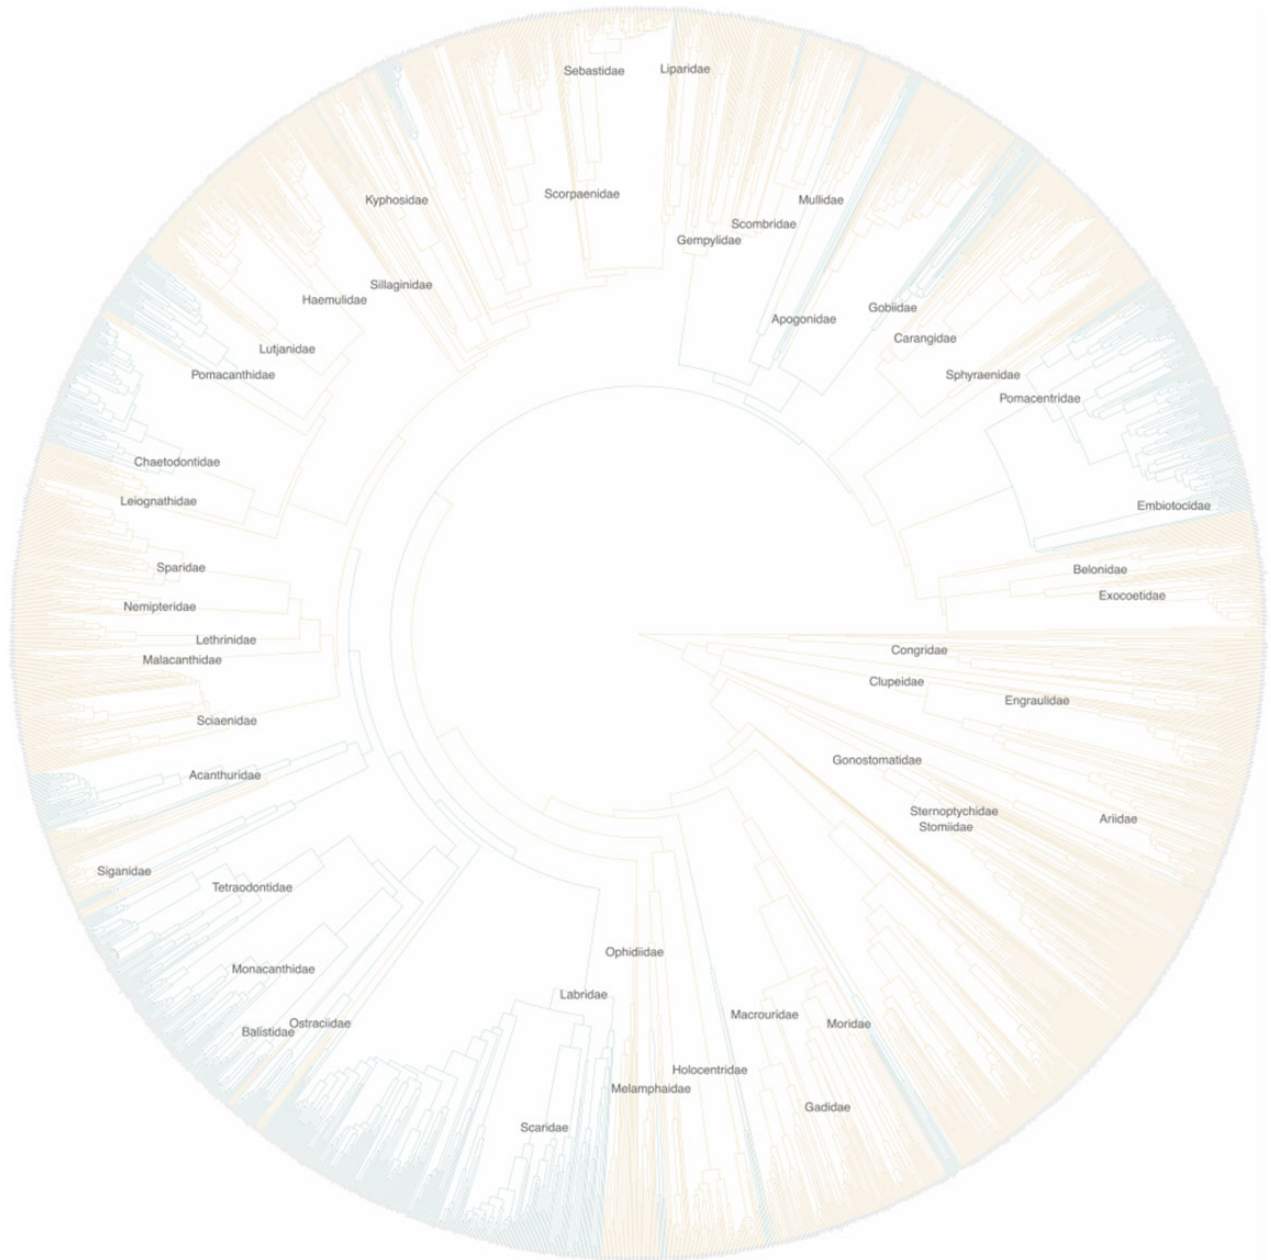 Sebastidae
Liparidae
Scorpaenidae
Kyphosidae
Mullidae
Scombridae
Gempylidae
Sillaginidae
Haemulidae
Gobiidae
Apogonidae
Carangidae
Lutjanidae
Pomacanthidae
Sphyraenidae
Pomacentridae
Chaetodontidae
Leiognathidae
Embiotocidae
Sparidae
Belonidae
Exocoetidae
Nemipteridae
Lethrinidae
Congridae
Malacanthidae
Clupeidae
Engraulidae
Sciaenidae
Gonostomatidae
Acanthuridae
Sternoptychidae
Ariidae
Stomiidae
Siganidae
Tetraodontidae
Ophidiidae
Monacanthidae
Labridae
Macrouridae
Moridae
Ostraciidae
Balistidae
Holocentridae
Melamphaidae
Gadidae
Scaridae